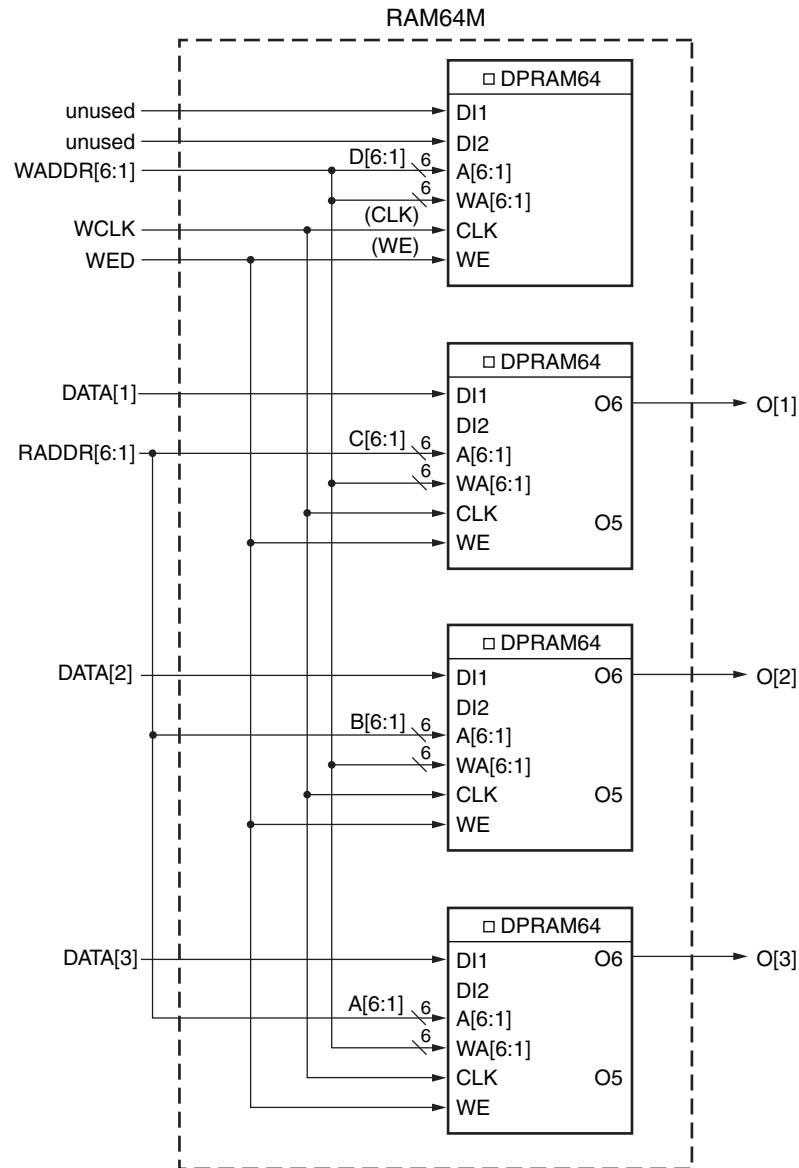 RAM64M
□ DPRAM64
unused
DI1
unused
DI2
WADDR[6:1]
D[6:1]
6
A[6:1]
6
WA[6:1]
WCLK
(CLK)
CLK
WED
(WE)
WE
□ DPRAM64
DATA[1]
DI1
O6
O[1]
DI2
RADDR[6:1]
C[6:1]
6
A[6:1]
6
WA[6:1]
CLK
O5
WE
□ DPRAM64
DATA[2]
DI1
O6
O[2]
DI2
B[6:1]
6
A[6:1]
6
WA[6:1]
CLK
O5
WE
□ DPRAM64
DATA[3]
DI1
O6
O[3]
DI2
A[6:1]
6
A[6:1]
6
WA[6:1]
CLK
O5
WE